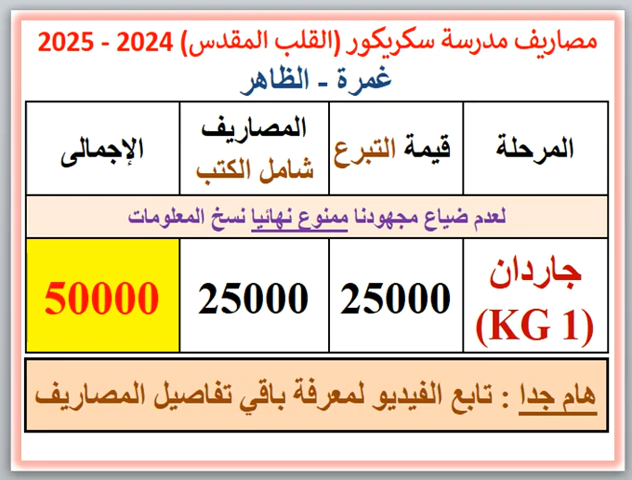 مصاريف مدرسة سكريكور (القلب المقدس) 2024 - 2025
غمرة - الظاهر
المرحلة
قيمة التبرع
المصاريف
شامل الكتب
الإجمالى
لعدم ضياع مجهودنا ممنوع نهائيا نسخ المعلومات
جاردان
(KG 1)
25000
25000
50000
هام جدا : تابع الفيديو لمعرفة باقي تفاصيل المصاريف